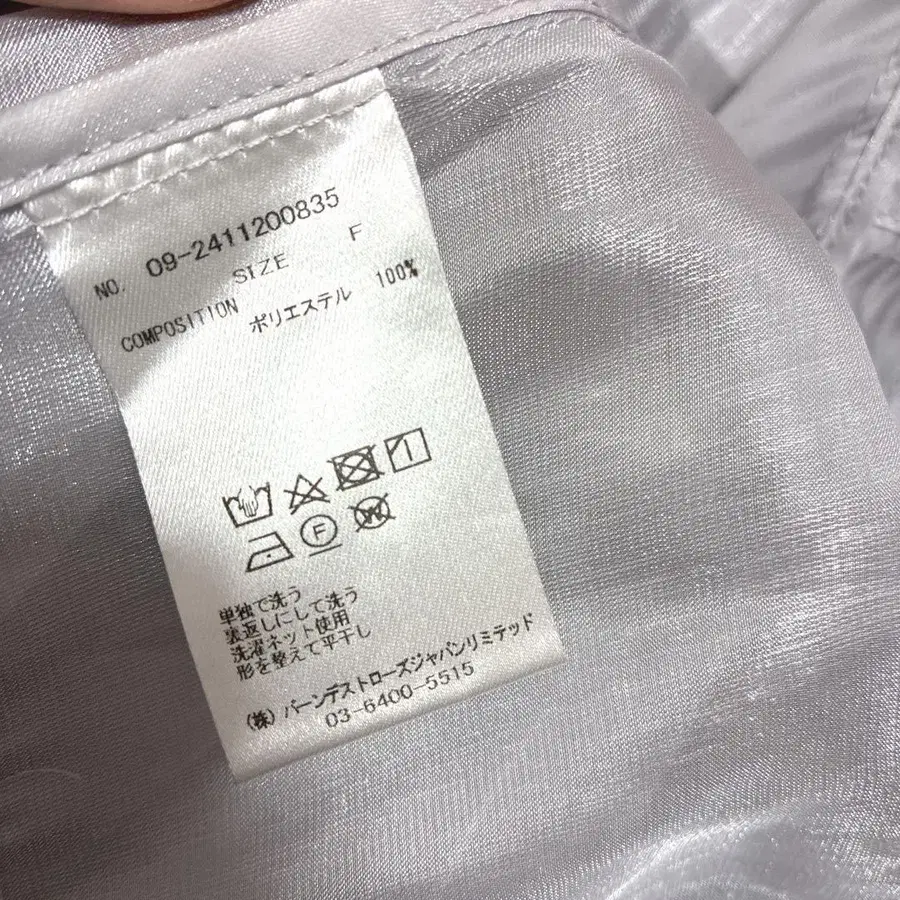 NO. 09-2411200835
SIZE F
COMPOSITION ポリエステル 100%
F
W
単独で洗う
裏返しにして洗う
洗濯ネット使用
形を整えて平干し
(株) バーンデストローズジャパンリミテッド
03-6400-5515